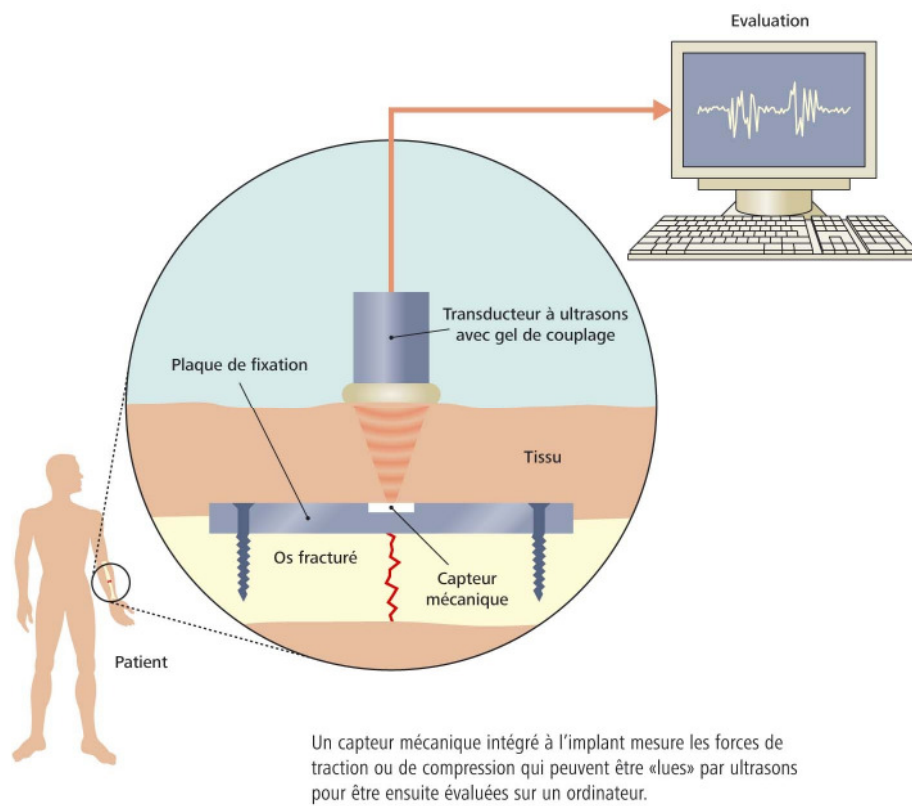 Evaluation
Transducteur à ultrasons
avec gel de couplage
Plaque de fixation
Tissu
Os fracturé
Capteur
mécanique
Patient
Un capteur mécanique intégré à l’implant mesure les forces de
traction ou de compression qui peuvent être «lues» par ultrasons
pour être ensuite évaluées sur un ordinateur.